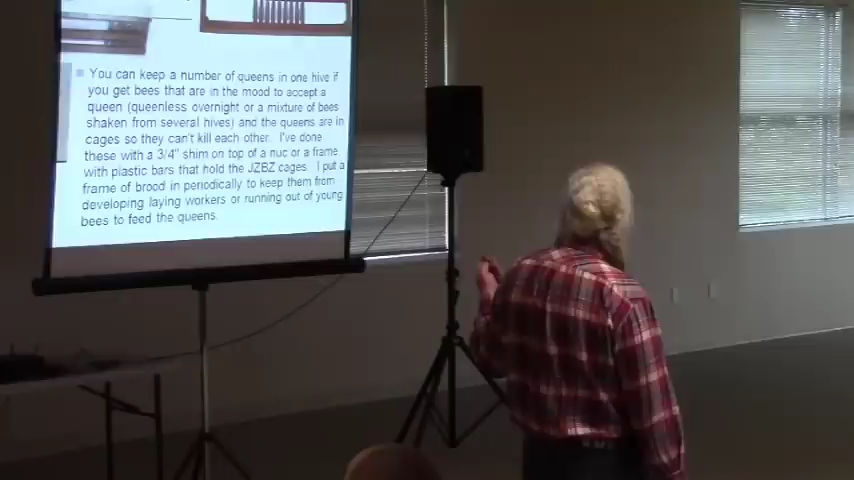 You can keep a number of queens in one hive if
you get bees that are in the mood to accept a
queen (queenless overnight or a mixture of bees
shaken from several hives) and the queens are in
cages so they can't kill each other. I've done
these with a 3/4" shim on top of a nuc or a frame
with plastic bars that hold the JZBZ cages. I put a
frame of brood in periodically to keep them from
developing laying workers or running out of young
bees to feed the queens.